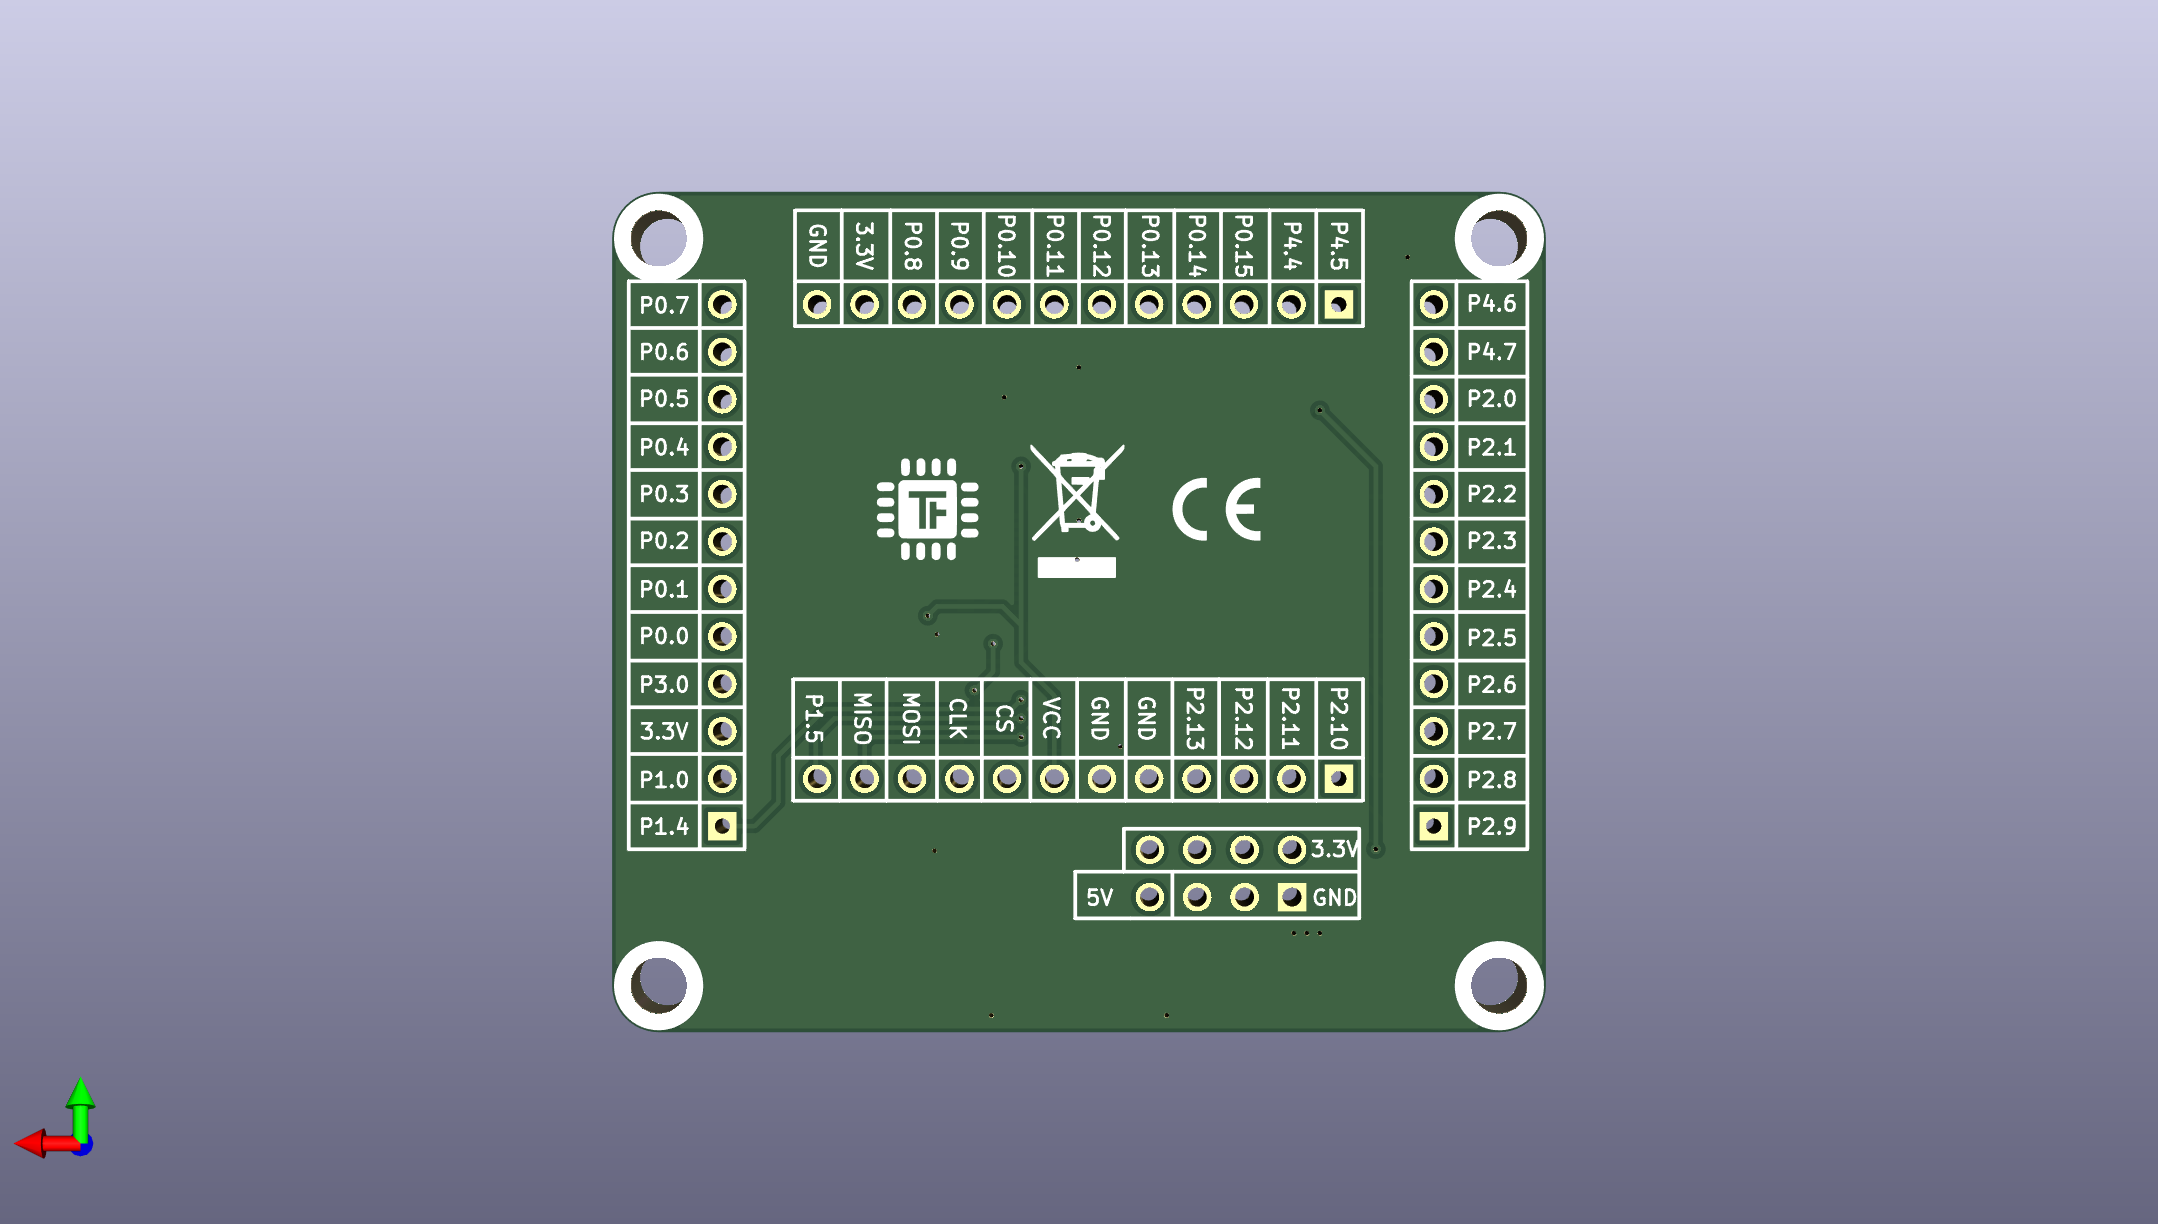 GND 3.3V P0.8 P0.9 P0.10 P0.11 P0.12 P0.13 P0.14 P0.15 P4.4 P4.5
P0.7
P0.6
P0.5
P0.4
P0.3
P0.2
P0.1
P0.0
P3.0
3.3V
P1.0
P1.4
P4.6
P4.7
P2.0
P2.1
P2.2
P2.3
P2.4
P2.5
P2.6
P2.7
P2.8
P2.9
TF
CE
P1.5 MISO MOSI CLK CS VCC GND GND P2.13 P2.12 P2.11 P2.10
3.3V
5V GND